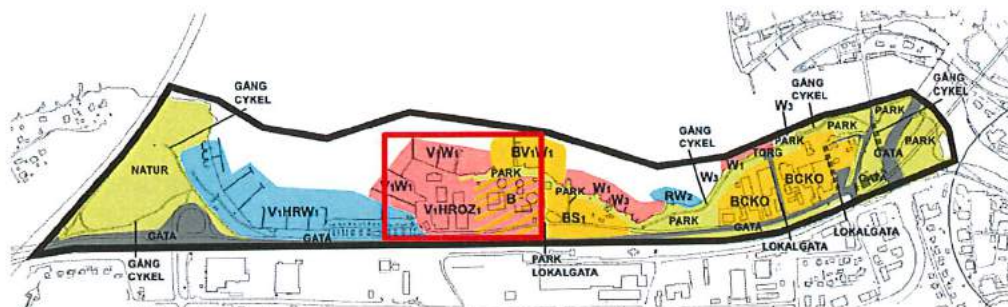 GÅNG
CYKEL
NATUR
GATA
GÅNG
CYKEL
V₁HRW₁
GATA
V₁W₁
V₁W₁
V₁HROZ₁
BV₁W₁
PARK
B
PARK
BS₁
PARK
LOKALGATA
W₁
W₃
RW₂
PARK
GÅNG
CYKEL
W₃
W₁
TORG
PARK
W₃
GÅNG
CYKEL
PARK
BCKO
BCKO
GATA
LOKALGATA
LOKALGATA
PARK
GATA
GATA
PARK
GÅNG
CYKEL